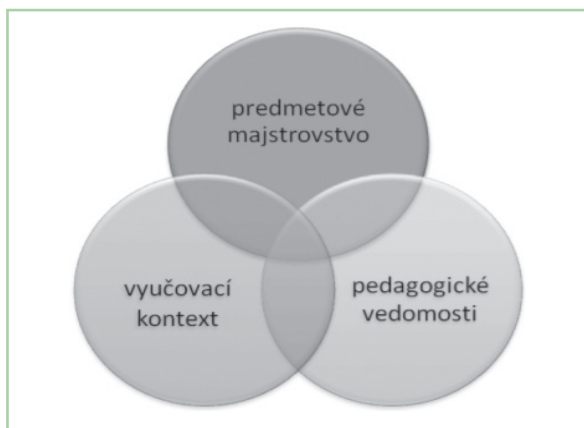 predmetové
majstrovstvo
vyučovací
kontext
pedagogické
vedomosti